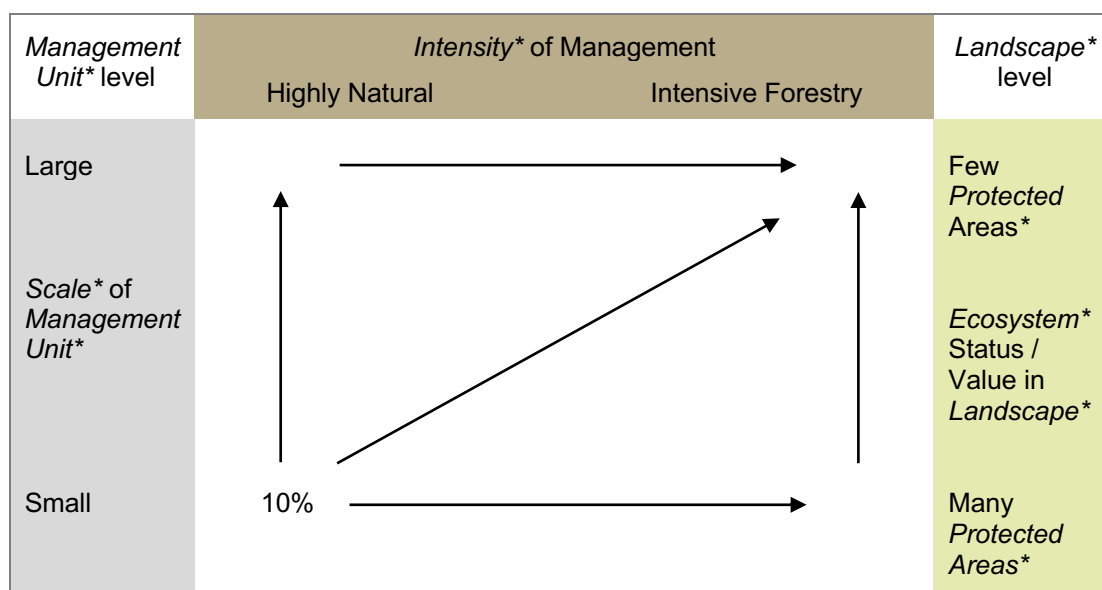 Management
Unit* level
Intensity* of Management
Highly Natural
Intensive Forestry
Landscape*
level
Large
Few
Protected
Areas*
Scale* of
Management
Unit*
Ecosystem*
Status /
Value in
Landscape*
Small
10%
Many
Protected
Areas*